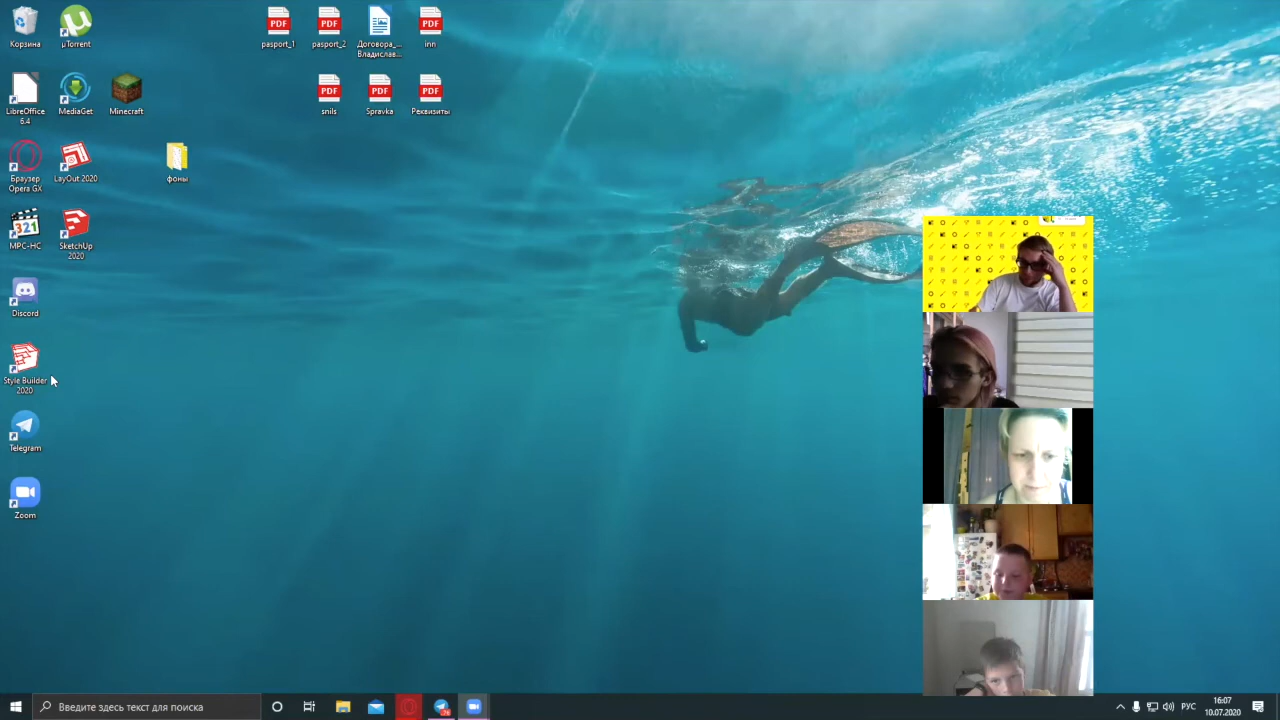 Корзина
µTorrent
pasport_1
pasport_2
Договора_...
Владислав...
inn
LibreOffice
6.4
MediaGet
Minecraft
snils
Spravka
Реквизиты
Браузер
Opera GX
LayOut 2020
фоны
MPC-HC
SketchUp
2020
Discord
Style Builder
2020
Telegram
Zoom
Введите здесь текст для поиска
РУС
16:07
10.07.2020